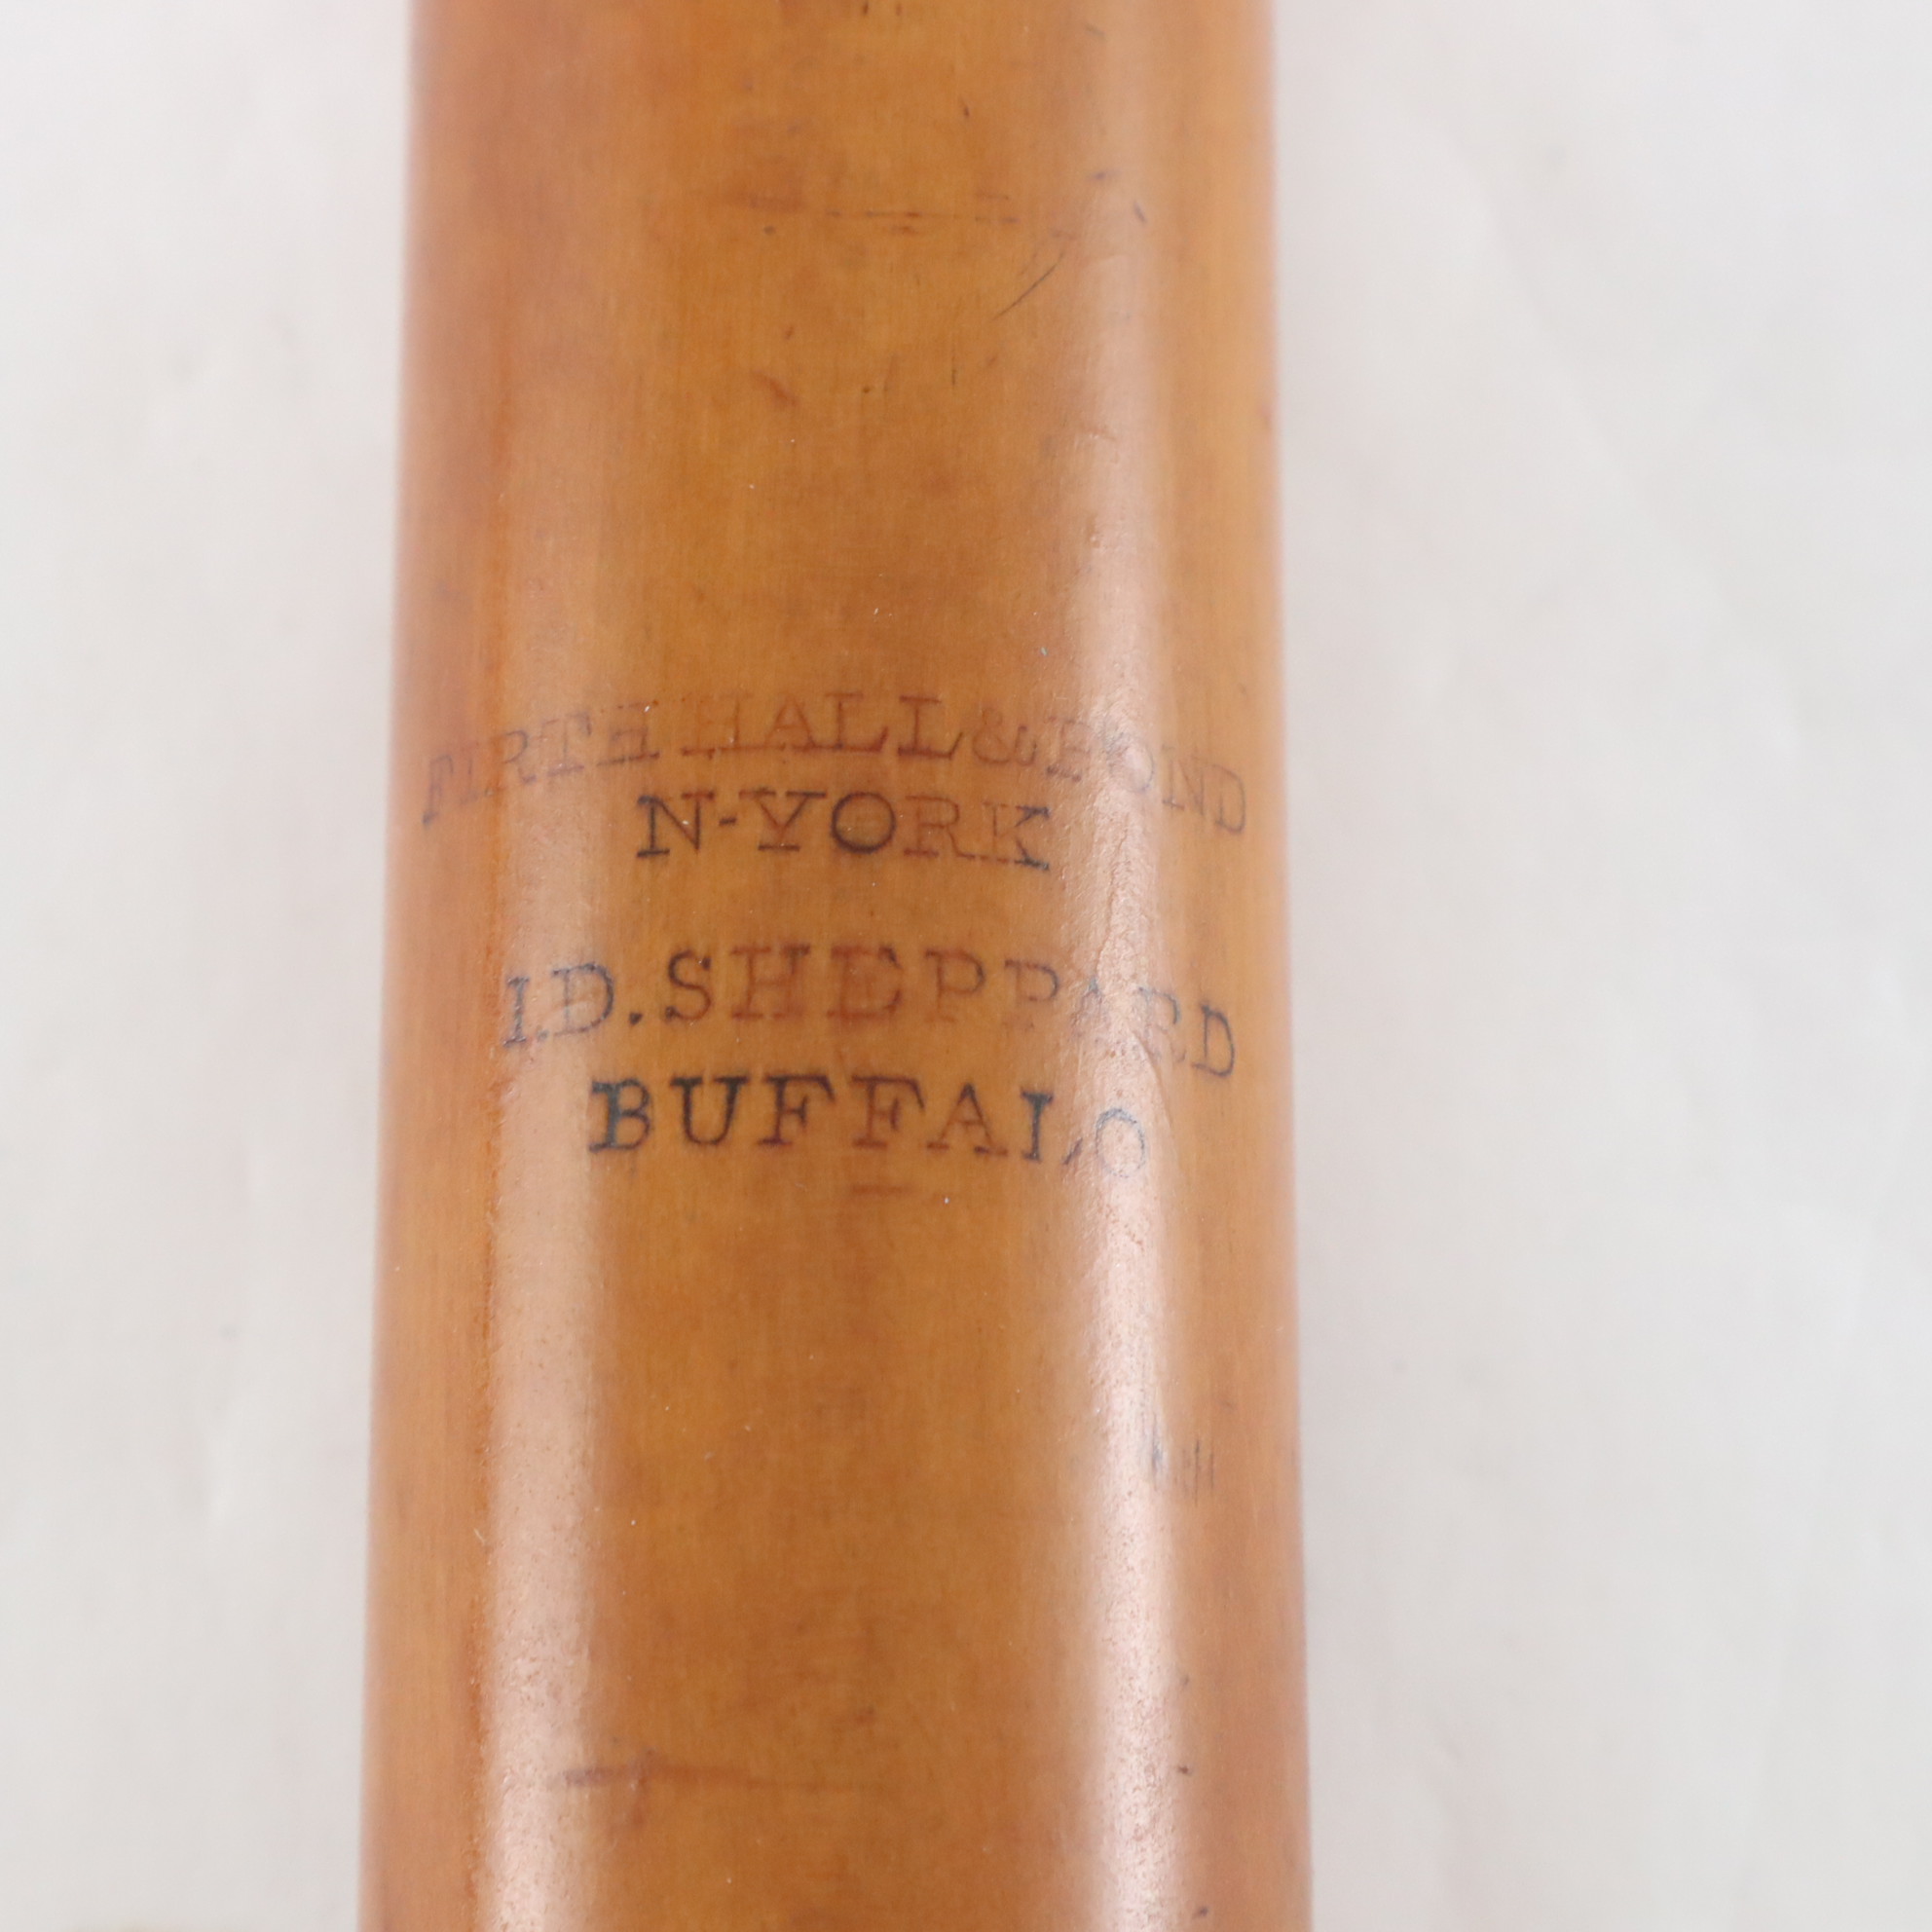 FIRTH HALL & POND
N-YORK
I.D. SHEPPARD
BUFFALO